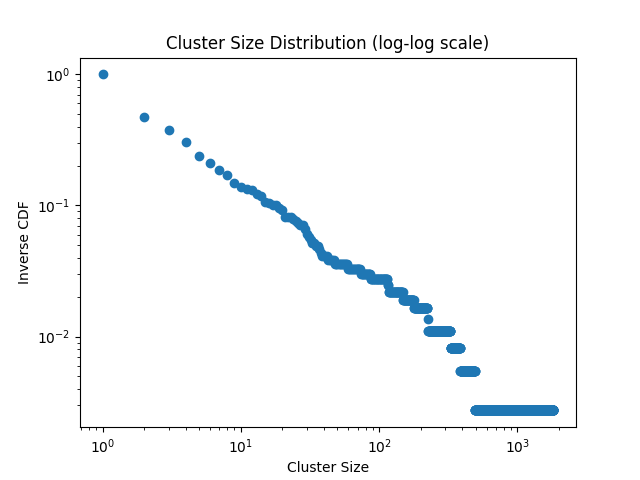 Cluster Size Distribution (log-log scale)
10⁰
10⁻¹
10⁻²
Inverse CDF
10⁰ 10¹ 10² 10³
Cluster Size